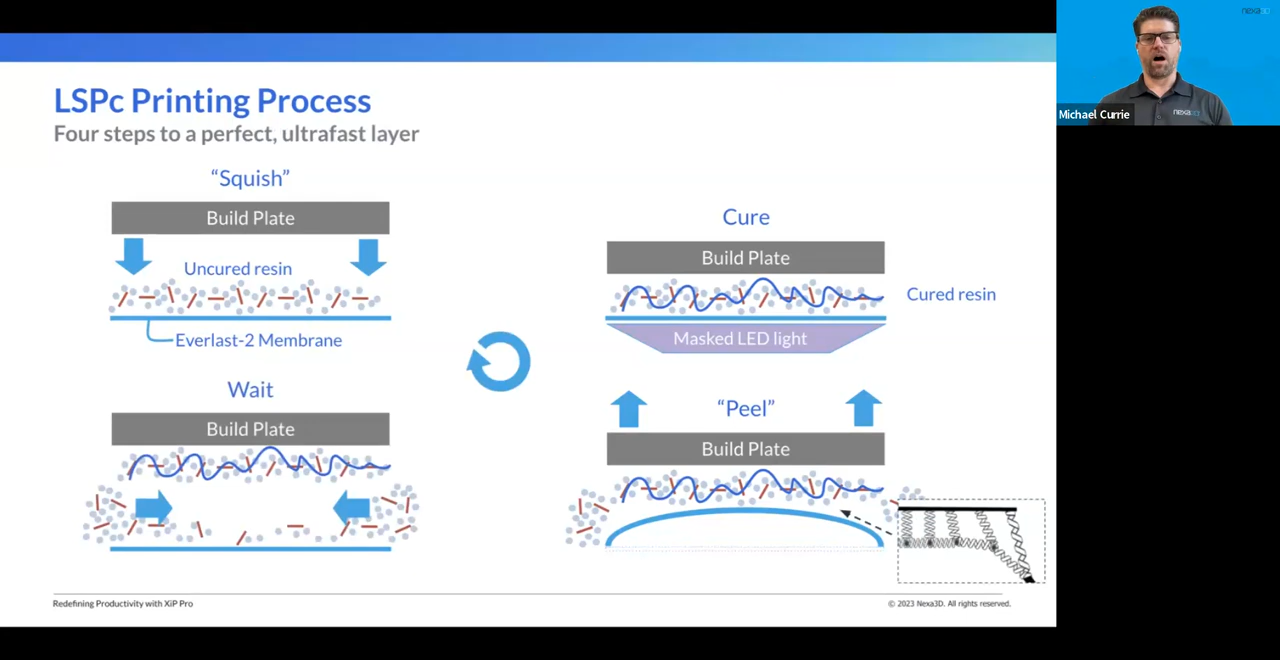 LSPc Printing Process
Four steps to a perfect, ultrafast layer
“Squish”
Build Plate
Uncured resin
Everlast-2 Membrane
Cure
Build Plate
Cured resin
Masked LED light
Wait
Build Plate
“Peel”
Build Plate
Redefining Productivity with XiP Pro
© 2023 Nexa3D. All rights reserved.
nexa3D
nexa3D
Michael Currie